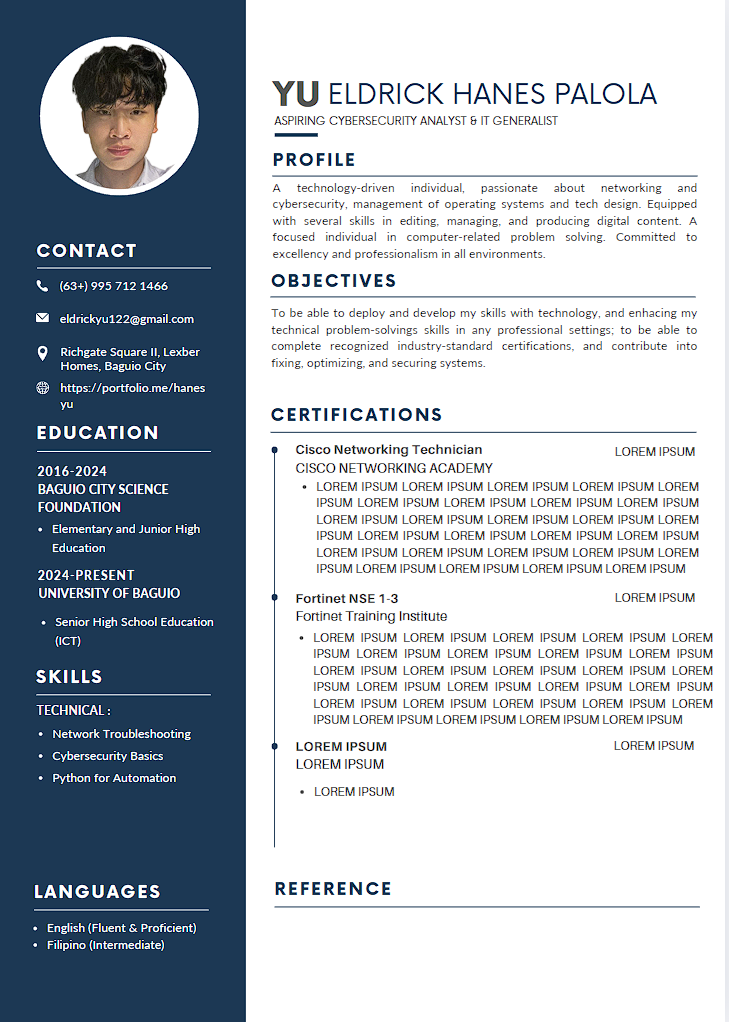 YU ELDRICK HANES PALOLA
ASPIRING CYBERSECURITY ANALYST & IT GENERALIST
PROFILE
A technology-driven individual, passionate about networking and
cybersecurity, management of operating systems and tech design. Equipped
with several skills in editing, managing, and producing digital content. A
focused individual in computer-related problem solving. Committed to
excellency and professionalism in all environments.
OBJECTIVES
To be able to deploy and develop my skills with technology, and enhacing my
technical problem-solvings skills in any professional settings; to be able to
complete recognized industry-standard certifications, and contribute into
fixing, optimizing, and securing systems.
CERTIFICATIONS
Cisco Networking Technician LOREM IPSUM
CISCO NETWORKING ACADEMY
• LOREM IPSUM LOREM IPSUM LOREM IPSUM LOREM IPSUM LOREM
IPSUM LOREM IPSUM LOREM IPSUM LOREM IPSUM LOREM IPSUM
LOREM IPSUM LOREM IPSUM LOREM IPSUM LOREM IPSUM LOREM
IPSUM LOREM IPSUM LOREM IPSUM LOREM IPSUM LOREM IPSUM
LOREM IPSUM LOREM IPSUM LOREM IPSUM LOREM IPSUM LOREM
IPSUM LOREM IPSUM LOREM IPSUM LOREM IPSUM LOREM IPSUM
Fortinet NSE 1-3 LOREM IPSUM
Fortinet Training Institute
• LOREM IPSUM LOREM IPSUM LOREM IPSUM LOREM IPSUM LOREM
IPSUM LOREM IPSUM LOREM IPSUM LOREM IPSUM LOREM IPSUM
LOREM IPSUM LOREM IPSUM LOREM IPSUM LOREM IPSUM LOREM
IPSUM LOREM IPSUM LOREM IPSUM LOREM IPSUM LOREM IPSUM
LOREM IPSUM LOREM IPSUM LOREM IPSUM LOREM IPSUM LOREM
IPSUM LOREM IPSUM LOREM IPSUM LOREM IPSUM LOREM IPSUM
LOREM IPSUM LOREM IPSUM
LOREM IPSUM
• LOREM IPSUM
REFERENCE
CONTACT
(63+) 995 712 1466
eldrickyu122@gmail.com
Richgate Square II, Lexber
Homes, Baguio City
https://portfolio.me/hanes
yu
EDUCATION
2016-2024
BAGUIO CITY SCIENCE
FOUNDATION
• Elementary and Junior High
Education
2024-PRESENT
UNIVERSITY OF BAGUIO
• Senior High School Education
(ICT)
SKILLS
TECHNICAL :
• Network Troubleshooting
• Cybersecurity Basics
• Python for Automation
LANGUAGES
• English (Fluent & Proficient)
• Filipino (Intermediate)